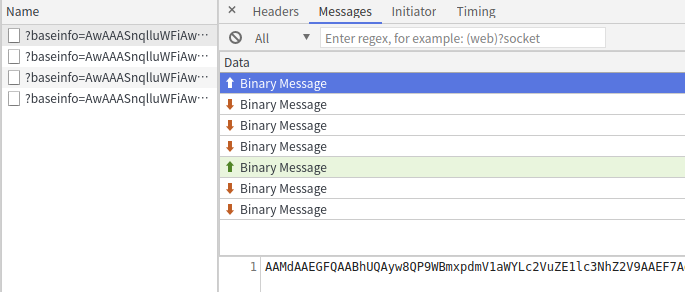 Name
?baseinfo=AwAAASnqlluWFiAw…
?baseinfo=AwAAASnqlluWFiAw…
?baseinfo=AwAAASnqlluWFiAw…
?baseinfo=AwAAASnqlluWFiAw…
× Headers Messages Initiator Timing
All ▼ Enter regex, for example: (web)?socket
Data
Binary Message
Binary Message
Binary Message
Binary Message
Binary Message
Binary Message
Binary Message
1 AAMdAAEGFQAABhUQAyw8QP9WBmxpdmV1aWYLc2VuZE1lc3NhZ2V9AAEF7A